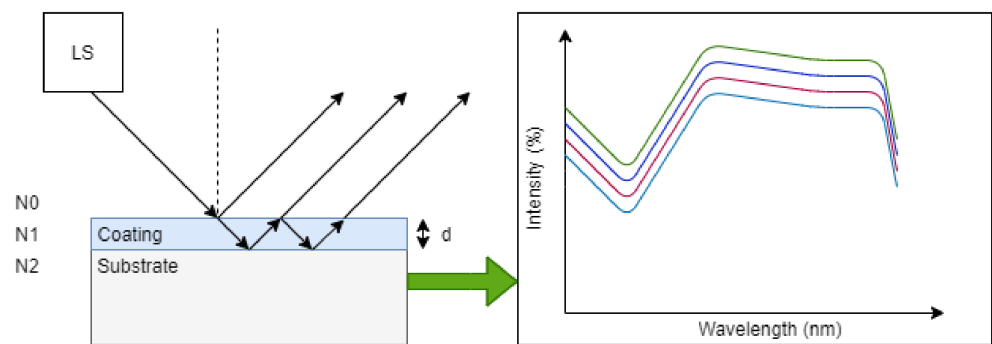 LS
N0
N1
N2
Coating
Substrate
d
Intensity (%)
Wavelength (nm)